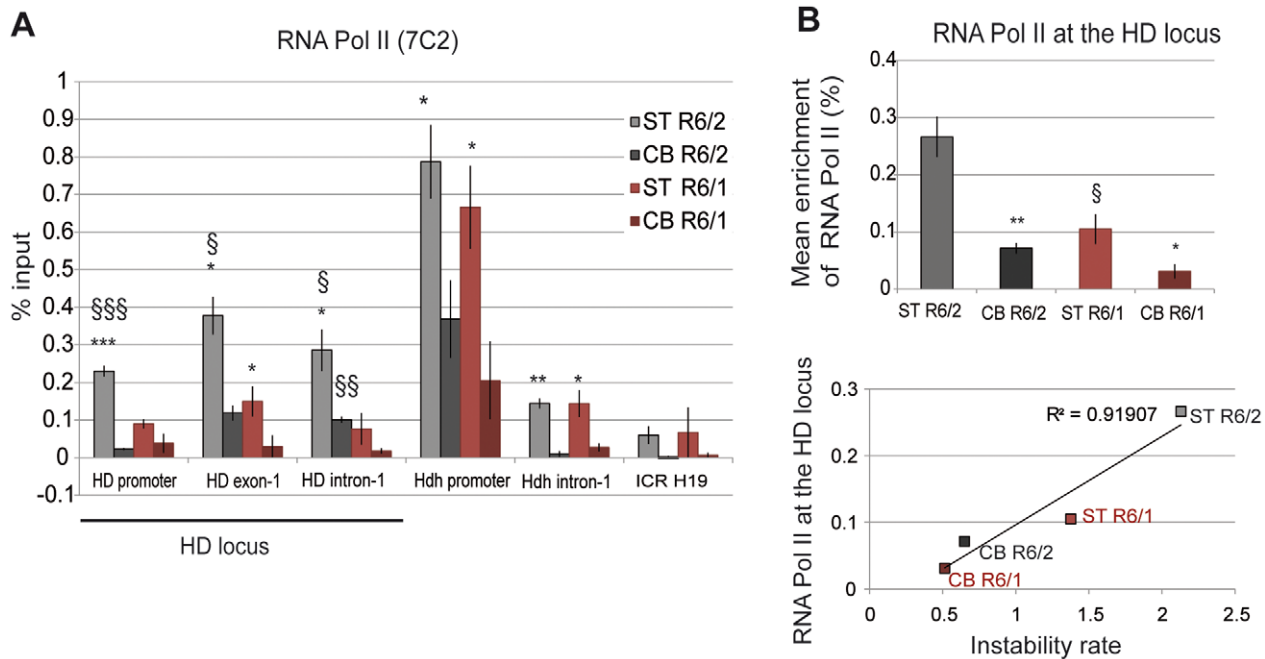 A
RNA Pol II (7C2)
% input
1
0.9
0.8
0.7
0.6
0.5
0.4
0.3
0.2
0.1
0
-0.1
ST R6/2
CB R6/2
ST R6/1
CB R6/1
§§§
***
§
*
*
§
*
§§
*
*
**
*
HD promoter
HD exon-1
HD intron-1
Hdh promoter
Hdh intron-1
ICR H19
HD locus
B
RNA Pol II at the HD locus
Mean enrichment
of RNA Pol II (%)
0.4
0.3
0.2
0.1
0
**
§
*
ST R6/2
CB R6/2
ST R6/1
CB R6/1
RNA Pol II at the HD locus
0.3
0.2
0.1
0
R² = 0.91907
ST R6/2
ST R6/1
CB R6/2
CB R6/1
0
0.5
1
1.5
2
2.5
Instability rate